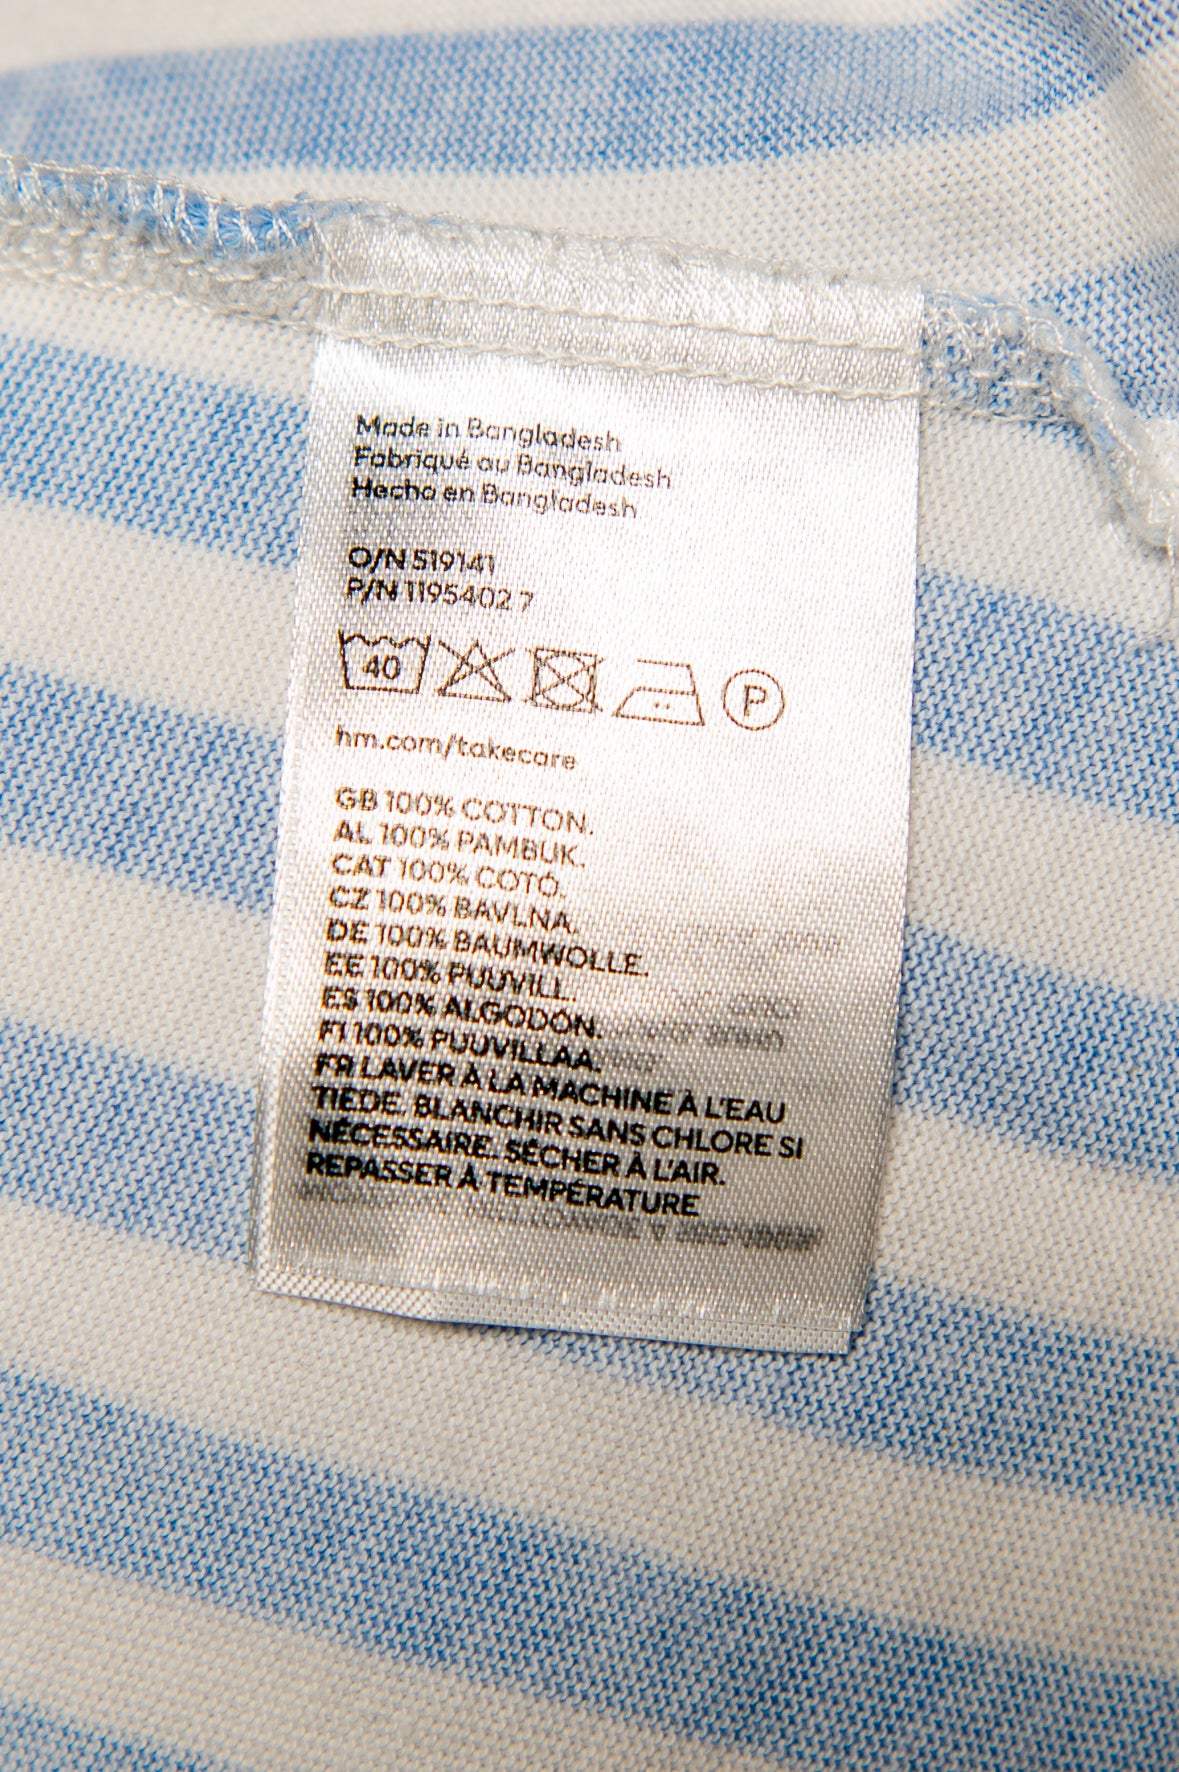 Made in Bangladesh
Fabriqué au Bangladesh
Hecho en Bangladesh
O/N 519141
P/N 1195402 7
40 P
hm.com/takecare
GB 100% COTTON.
AL 100% PAMBUK.
CAT 100% COTÓ.
CZ 100% BAVLNA.
DE 100% BAUMWOLLE.
EE 100% PUUVILL.
ES 100% ALGODÓN.
FI 100% PUUVILLAA.
FR LAVER À LA MACHINE À L'EAU
TIÈDE. BLANCHIR SANS CHLORE SI
NÉCESSAIRE. SÉCHER À L'AIR.
REPASSER À TEMPÉRATURE